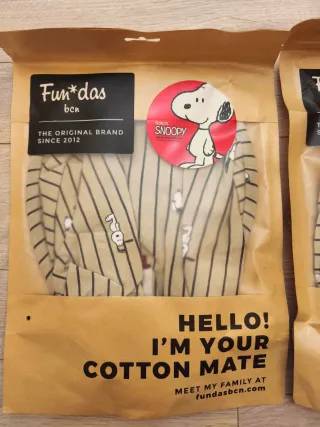 Fun*das
bcn
THE ORIGINAL BRAND
SINCE 2012
PEANUTS
SNOOPY
HELLO!
I'M YOUR
COTTON MATE
MEET MY FAMILY AT
fundasbcn.com